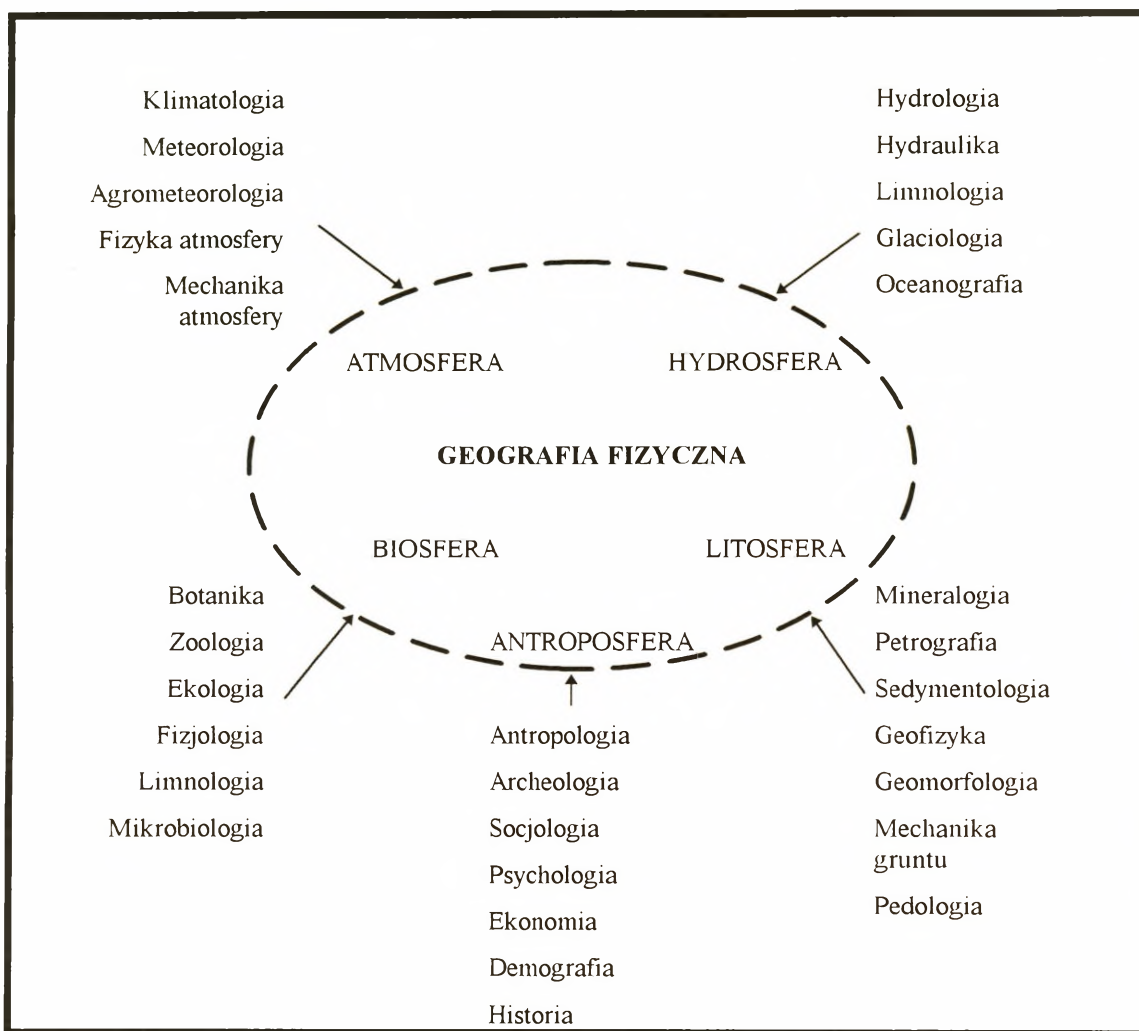 Klimatologia
Meteorologia
Agrometeorologia
Fizyka atmosfery
Mechanika
atmosfery
Hydrologia
Hydraulika
Limnologia
Glaciologia
Oceanografia
ATMOSFERA
HYDROSFERA
GEOGRAFIA FIZYCZNA
BIOSFERA
LITOSFERA
ANTROPOSFERA
Botanika
Zoologia
Ekologia
Fizjologia
Limnologia
Mikrobiologia
Antropologia
Archeologia
Socjologia
Psychologia
Ekonomia
Demografia
Historia
Mineralogia
Petrografia
Sedymentologia
Geofizyka
Geomorfologia
Mechanika
gruntu
Pedologia